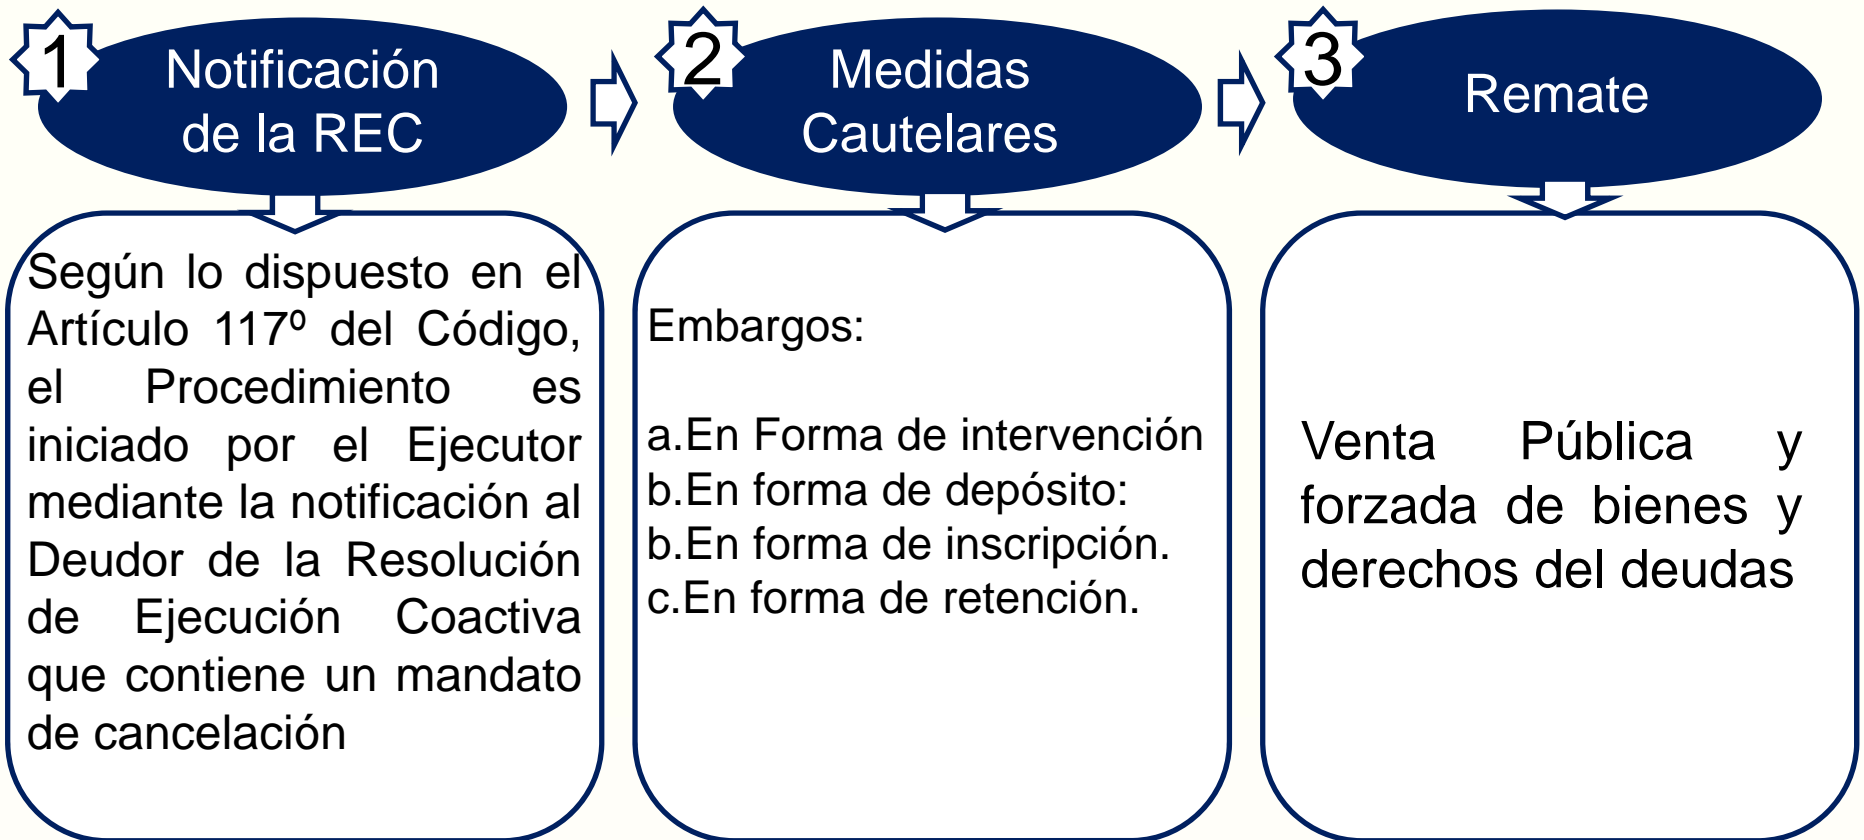 1
Notificación
de la REC
Según lo dispuesto en el
Artículo 117º del Código,
el Procedimiento es
iniciado por el Ejecutor
mediante la notificación al
Deudor de la Resolución
de Ejecución Coactiva
que contiene un mandato
de cancelación
2
Medidas
Cautelares
Embargos:
a.En Forma de intervención
b.En forma de depósito:
b.En forma de inscripción.
c.En forma de retención.
3
Remate
Venta Pública y
forzada de bienes y
derechos del deudas